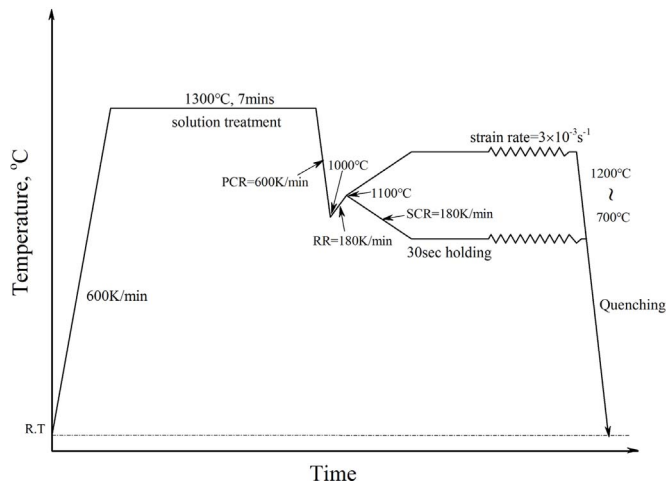 Temperature, °C
1300°C, 7mins
solution treatment
strain rate=3×10⁻³s⁻¹
PCR=600K/min
1000°C
1100°C
1200°C
~
700°C
SCR=180K/min
RR=180K/min
30sec holding
600K/min
Quenching
R.T
Time